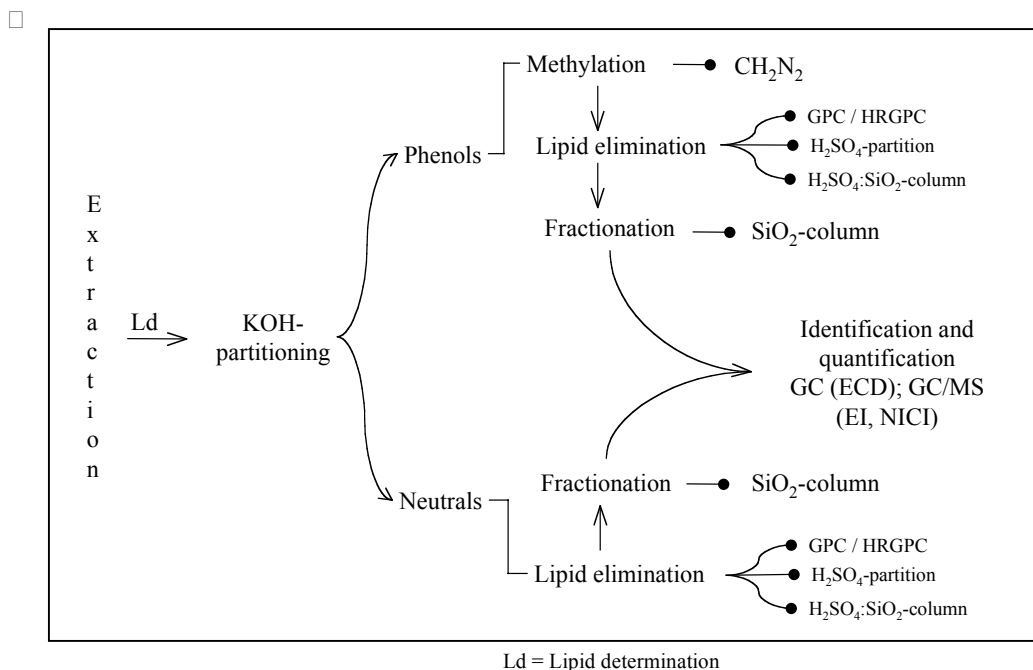 Extraction
Ld
KOH-
partitioning
Phenols
Methylation
CH₂N₂
Lipid elimination
GPC / HRGPC
H₂SO₄-partition
H₂SO₄:SiO₂-column
Fractionation
SiO₂-column
Identification and
quantification
GC (ECD); GC/MS
(EI, NICI)
Neutrals
Fractionation
SiO₂-column
Lipid elimination
GPC / HRGPC
H₂SO₄-partition
H₂SO₄:SiO₂-column
Ld = Lipid determination